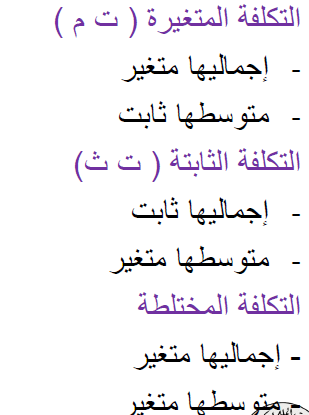 التكلفة المتغيرة ( ت م )
- إجماليها متغير
- متوسطها ثابت
التكلفة الثابتة ( ت ث)
- إجماليها ثابت
- متوسطها متغير
التكلفة المختلطة
- إجماليها متغير
- متوسطها متغير